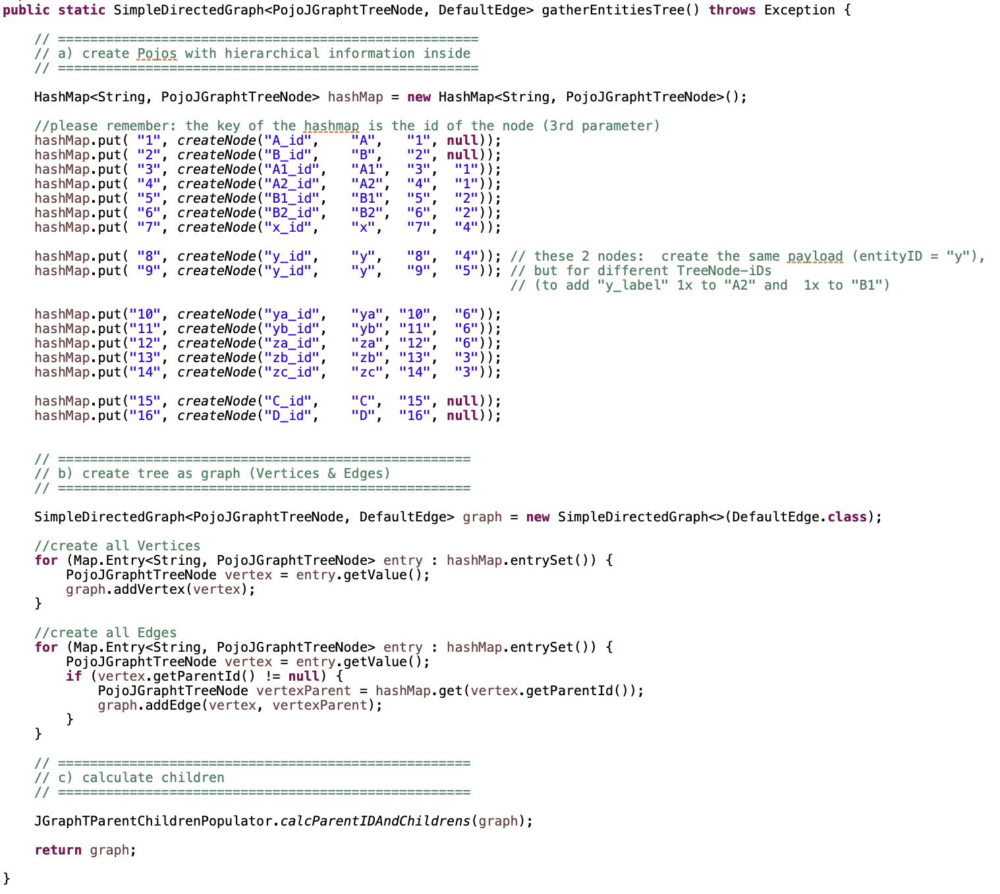 public static SimpleDirectedGraph<PojoJGraphtTreeNode, DefaultEdge> gatherEntitiesTree() throws Exception {
// =====================================================
// a) create Pojos with hierarchical information inside
// =====================================================
HashMap<String, PojoJGraphtTreeNode> hashMap = new HashMap<String, PojoJGraphtTreeNode>();
//please remember: the key of the hashmap is the id of the node (3rd parameter)
hashMap.put( "1", createNode("A_id",    "A",   "1", null));
hashMap.put( "2", createNode("B_id",    "B",   "2", null));
hashMap.put( "3", createNode("A1_id",   "A1",  "3",  "1"));
hashMap.put( "4", createNode("A2_id",   "A2",  "4",  "1"));
hashMap.put( "5", createNode("B1_id",   "B1",  "5",  "2"));
hashMap.put( "6", createNode("B2_id",   "B2",  "6",  "2"));
hashMap.put( "7", createNode("x_id",    "x",   "7",  "4"));
hashMap.put( "8", createNode("y_id",    "y",   "8",  "4")); // these 2 nodes:  create the same payload (entityID = "y"),
hashMap.put( "9", createNode("y_id",    "y",   "9",  "5")); // but for different TreeNode-iDs
// (to add "y_label" 1x to "A2" and  1x to "B1")
hashMap.put("10", createNode("ya_id",   "ya", "10",  "6"));
hashMap.put("11", createNode("yb_id",   "yb", "11",  "6"));
hashMap.put("12", createNode("za_id",   "za", "12",  "6"));
hashMap.put("13", createNode("zb_id",   "zb", "13",  "3"));
hashMap.put("14", createNode("zc_id",   "zc", "14",  "3"));
hashMap.put("15", createNode("C_id",    "C",  "15", null));
hashMap.put("16", createNode("D_id",    "D",  "16", null));
// ====================================================
// b) create tree as graph (Vertices & Edges)
// ====================================================
SimpleDirectedGraph<PojoJGraphtTreeNode, DefaultEdge> graph = new SimpleDirectedGraph<>(DefaultEdge.class);
//create all Vertices
for (Map.Entry<String, PojoJGraphtTreeNode> entry : hashMap.entrySet()) {
PojoJGraphtTreeNode vertex = entry.getValue();
graph.addVertex(vertex);
}
//create all Edges
for (Map.Entry<String, PojoJGraphtTreeNode> entry : hashMap.entrySet()) {
PojoJGraphtTreeNode vertex = entry.getValue();
if (vertex.getParentId() != null) {
PojoJGraphtTreeNode vertexParent = hashMap.get(vertex.getParentId());
graph.addEdge(vertex, vertexParent);
}
}
// ====================================================
// c) calculate children
// ====================================================
JGraphTParentChildrenPopulator.calcParentIDAndChildrens(graph);
return graph;
}